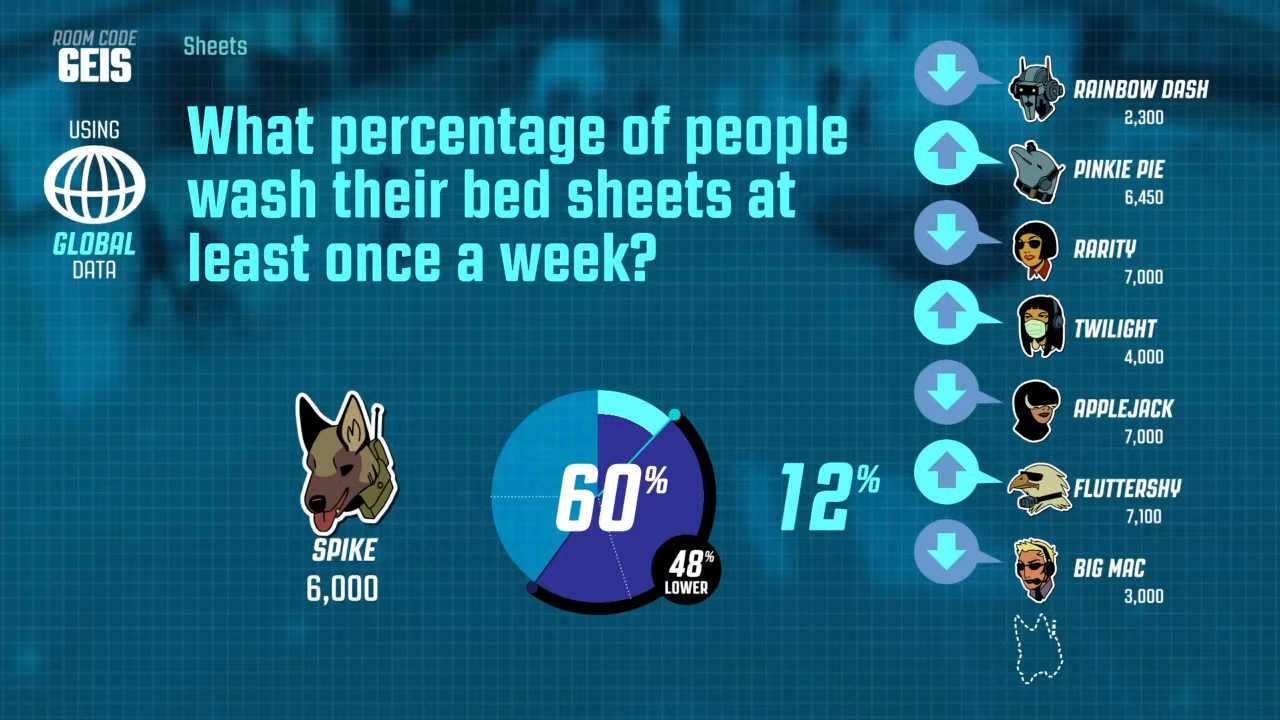 ROOM CODE
GEIS
Sheets
USING
GLOBAL
DATA
What percentage of people
wash their bed sheets at
least once a week?
SPIKE
6,000
60%
48%
LOWER
12%
RAINBOW DASH
2,300
PINKIE PIE
6,450
RARITY
7,000
TWILIGHT
4,000
APPLEJACK
7,000
FLUTTERSHY
7,100
BIG MAC
3,000